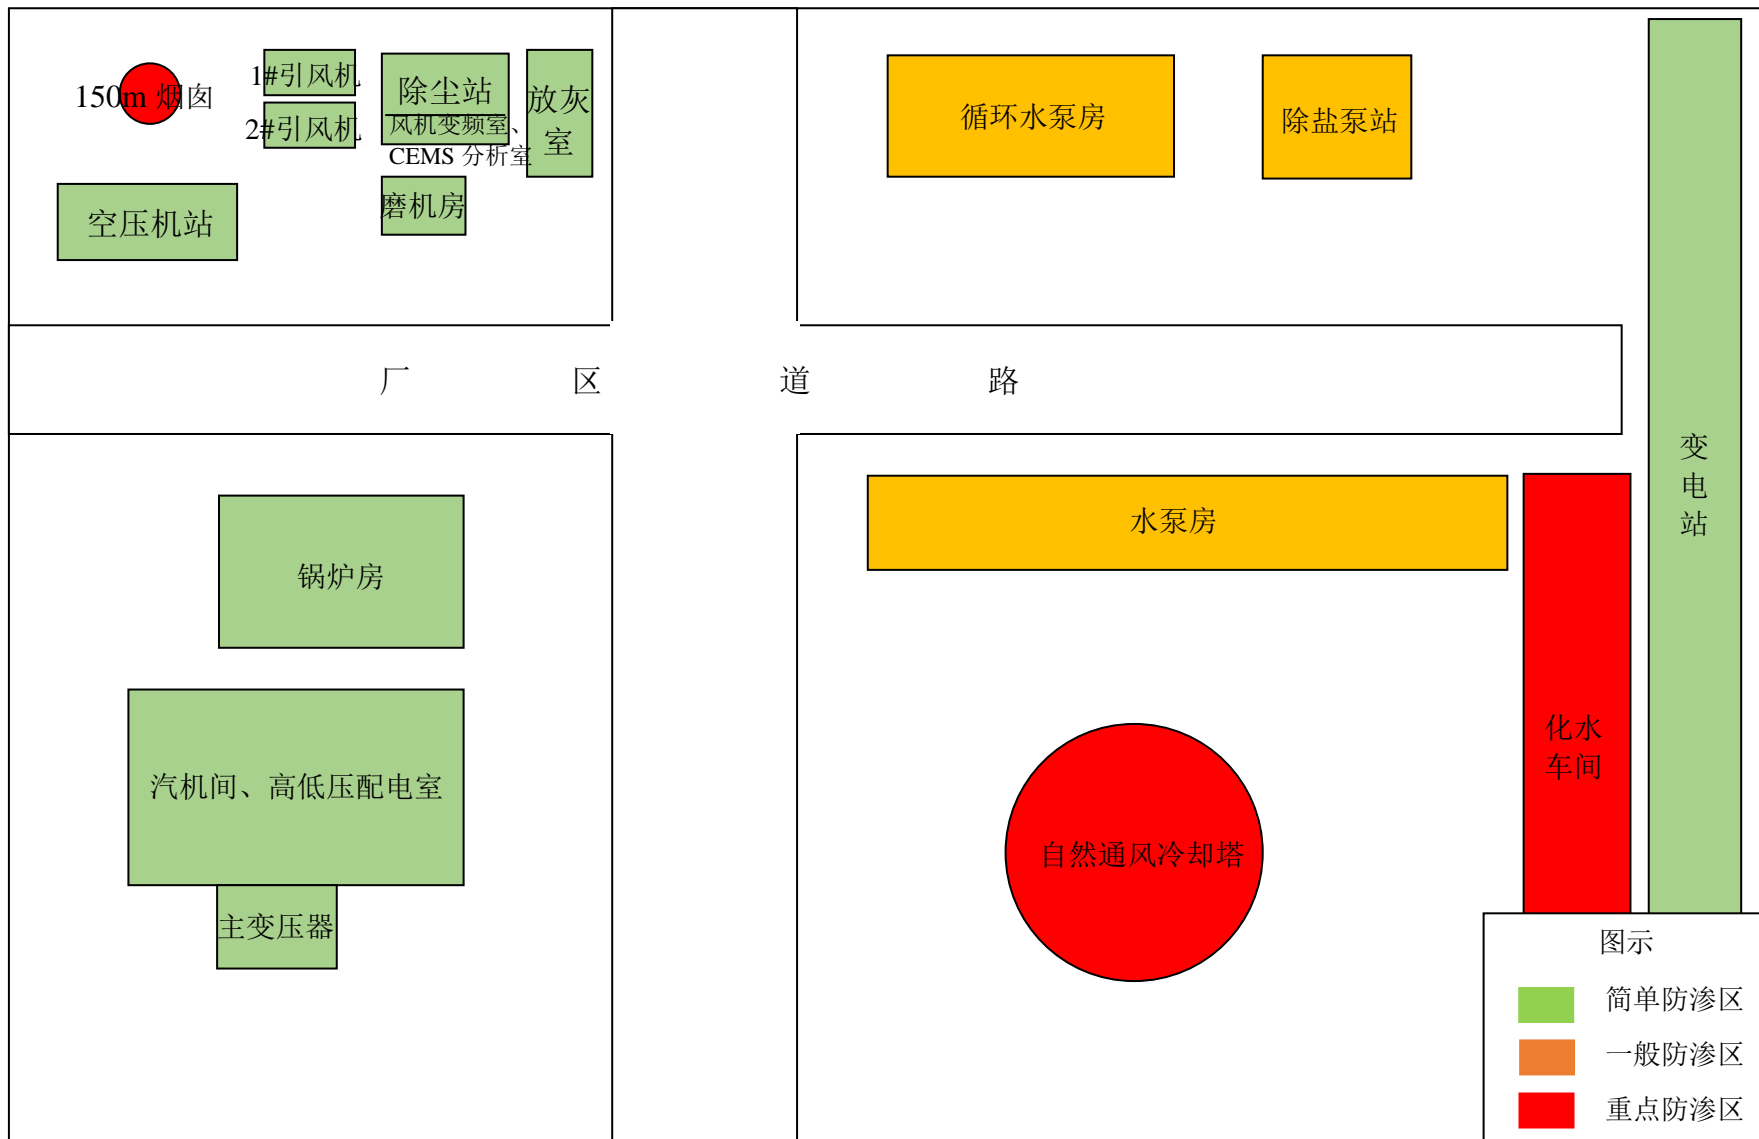 150m 烟囱
1#引风机
2#引风机
除尘站
风机变频室、
CEMS 分析室
放灰
室
磨机房
空压机站
循环水泵房
除盐泵站
厂区道路
变
电
站
锅炉房
水泵房
汽机间、高低压配电室
化水
车间
自然通风冷却塔
主变压器
图示
简单防渗区
一般防渗区
重点防渗区